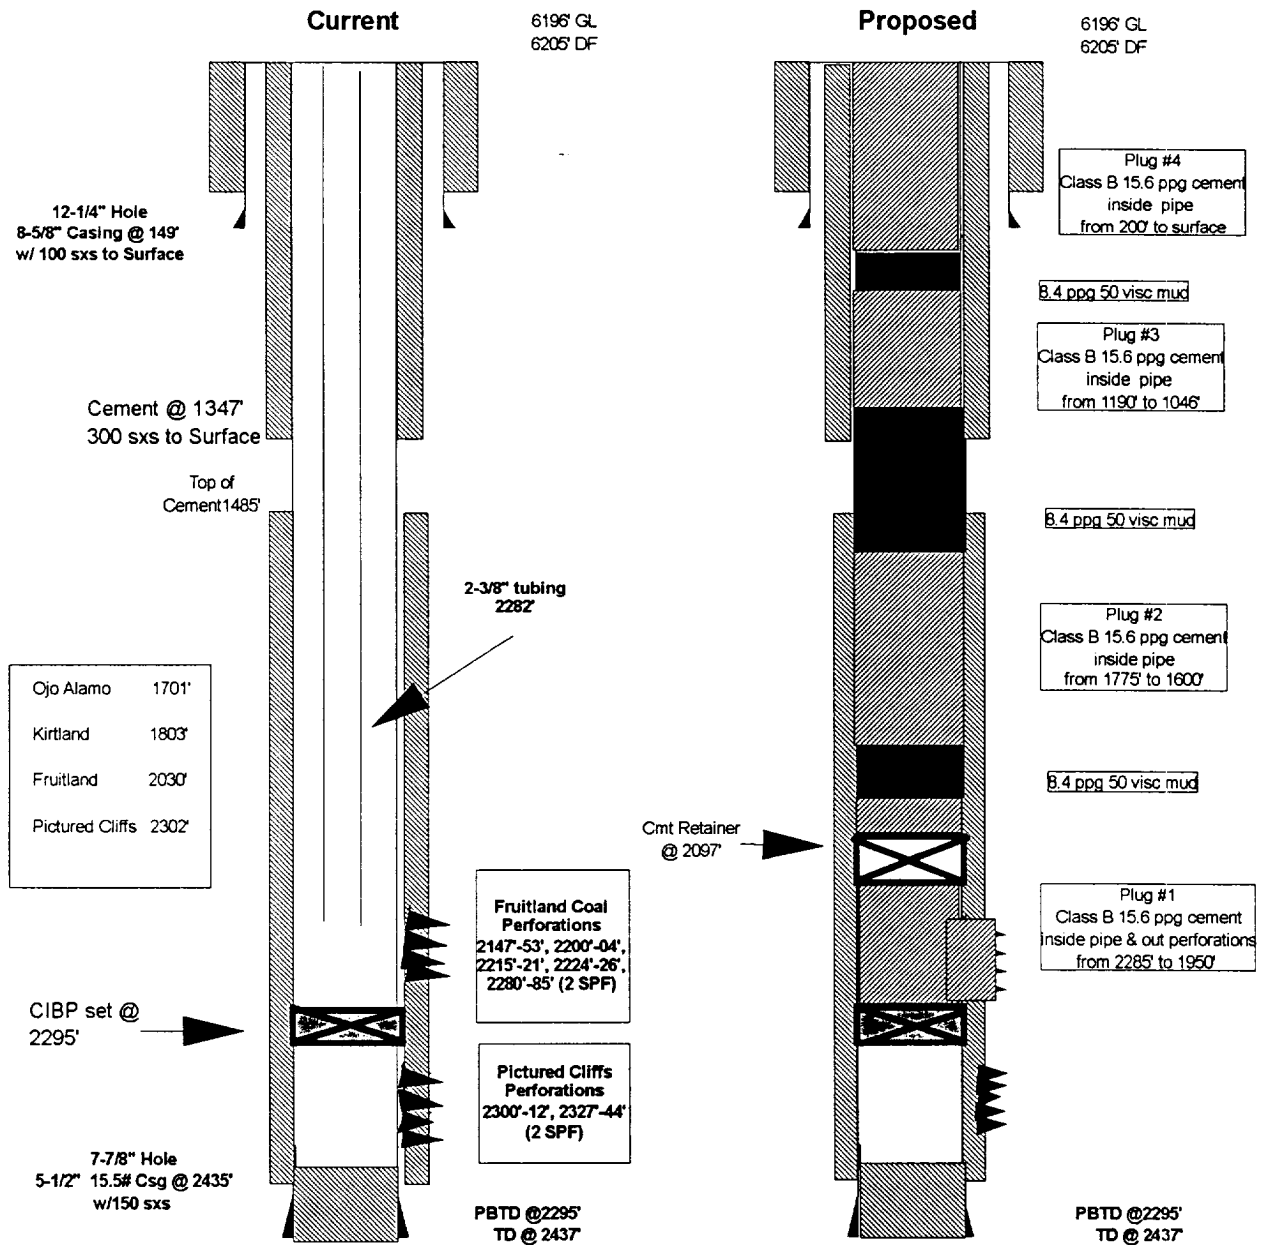 Current
6196' GL
6205' DF
12-1/4" Hole
8-5/8" Casing @ 149'
w/ 100 sxs to Surface
Cement @ 1347'
300 sxs to Surface
Top of
Cement1485'
2-3/8" tubing
2282'
Ojo Alamo 1701'
Kirtland 1803'
Fruitland 2030'
Pictured Cliffs 2302'
Fruitland Coal
Perforations
2147'-53', 2200'-04',
2215'-21', 2224'-26',
2280'-85' (2 SPF)
CIBP set @
2295'
Pictured Cliffs
Perforations
2300'-12', 2327'-44'
(2 SPF)
7-7/8" Hole
5-1/2" 15.5# Csg @ 2435'
w/150 sxs
PBTD @2295'
TD @ 2437'
Proposed
6196' GL
6205' DF
Plug #4
Class B 15.6 ppg cement
inside pipe
from 200' to surface
8.4 ppg 50 visc mud
Plug #3
Class B 15.6 ppg cement
inside pipe
from 1190' to 1046'
8.4 ppg 50 visc mud
Plug #2
Class B 15.6 ppg cement
inside pipe
from 1775' to 1600'
8.4 ppg 50 visc mud
Cmt Retainer
@ 2097'
Plug #1
Class B 15.6 ppg cement
inside pipe & out perforations
from 2285' to 1950'
PBTD @2295'
TD @ 2437'